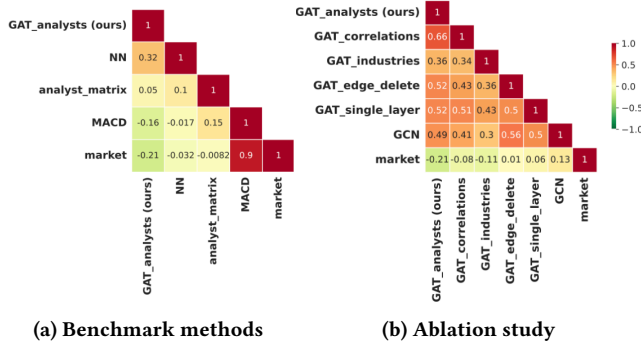 GAT_analysts (ours) 1
NN 0.32 1
analyst_matrix 0.05 0.1 1
MACD -0.16 -0.017 0.15 1
market -0.21 -0.032 -0.0082 0.9 1
GAT_analysts (ours) NN analyst_matrix MACD market
(a) Benchmark methods
GAT_analysts (ours) 1
GAT_correlations 0.66 1
GAT_industries 0.36 0.34 1
GAT_edge_delete 0.52 0.43 0.36 1
GAT_single_layer 0.52 0.51 0.43 0.5 1
GCN 0.49 0.41 0.3 0.56 0.5 1
market -0.21 -0.08 -0.11 0.01 0.06 0.13 1
GAT_analysts (ours) GAT_correlations GAT_industries GAT_edge_delete GAT_single_layer GCN market
1.0
0.5
0.0
−0.5
−1.0
(b) Ablation study